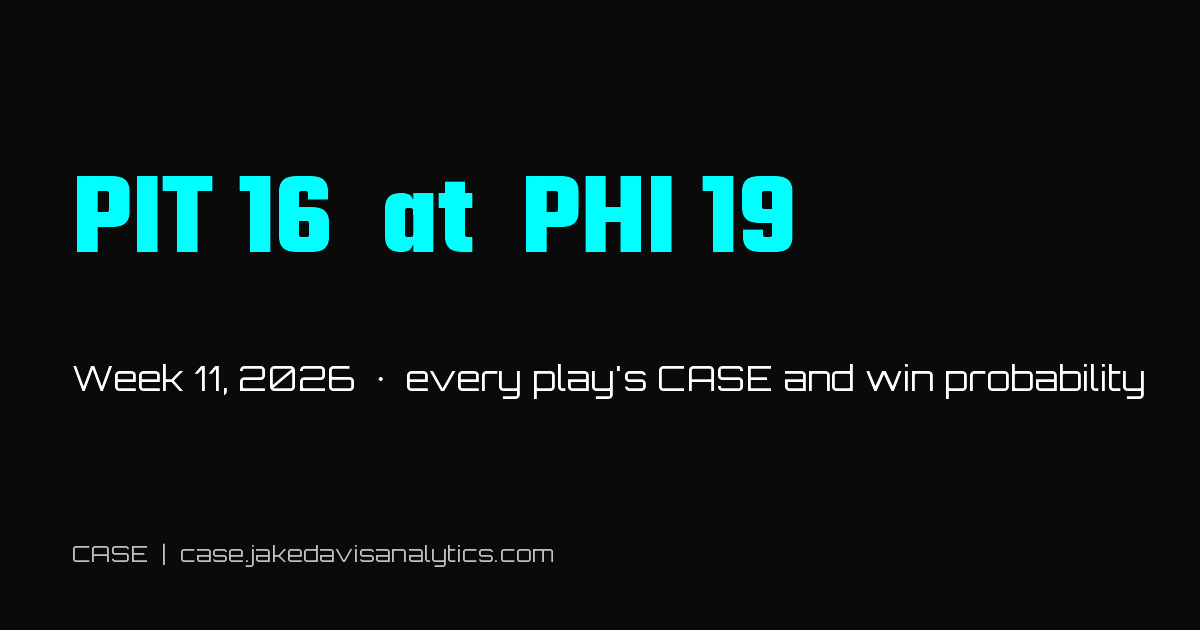 PIT 16 at PHI 19
Week 11, 2026 · every play's CASE and win probability
CASE | case.jakedavisanalytics.com